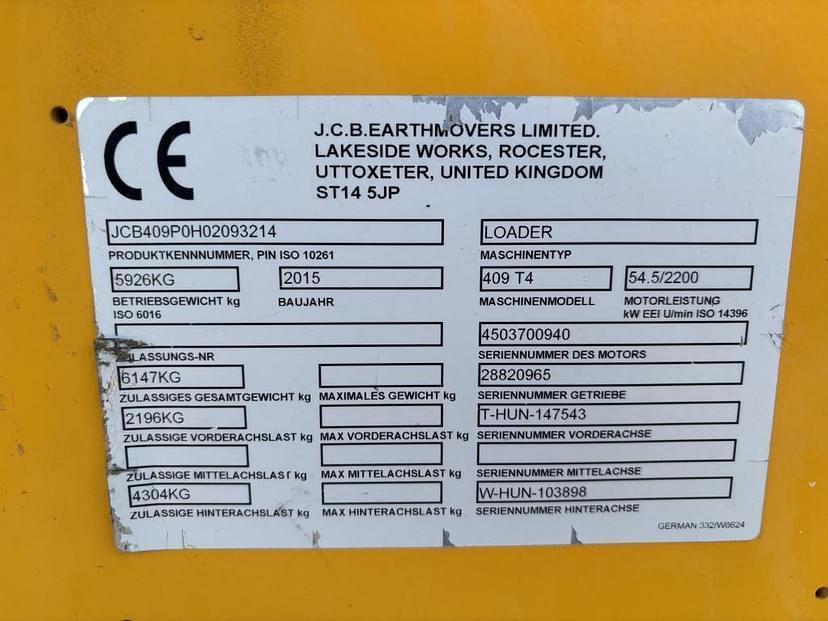 CE
J.C.B.EARTHMOVERS LIMITED.
LAKESIDE WORKS, ROCESTER,
UTTOXETER, UNITED KINGDOM
ST14 5JP
JCB409P0H02093214 LOADER
PRODUKTKENNNUMMER, PIN ISO 10261 MASCHINENTYP
5926KG 2015 409 T4 54.5/2200
BETRIEBSGEWICHT kg BAUJAHR MASCHINENMODELL MOTORLEISTUNG
ISO 6016 kW EEI U/min ISO 14396
4503700940
ZULASSUNGS-NR SERIENNUMMER DES MOTORS
6147KG 28820965
ZULASSIGES GESAMTGEWICHT kg MAXIMALES GEWICHT kg SERIENNUMMER GETRIEBE
2196KG T-HUN-147543
ZULASSIGE VORDERACHSLAST kg MAX VORDERACHSLAST kg SERIENNUMMER VORDERACHSE
ZULASSIGE MITTELACHSLAST kg MAX MITTELACHSLAST kg SERIENNUMMER MITTELACHSE
4304KG W-HUN-103898
ZULASSIGE HINTERACHSLAST kg MAX HINTERACHSLAST kg SERIENNUMMER HINTERACHSE
GERMAN 332/W8624